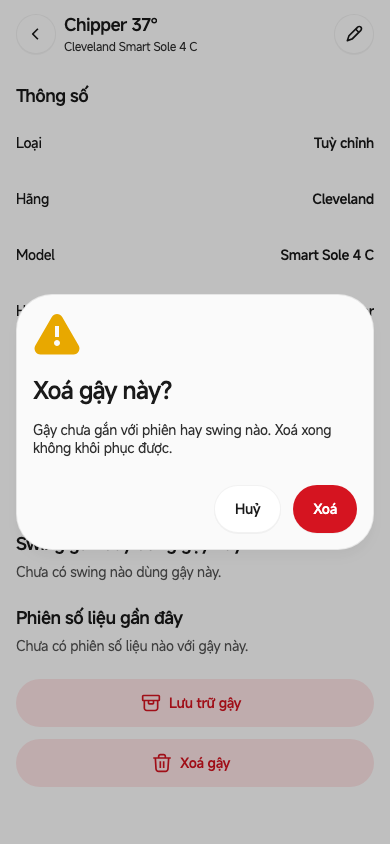 Chipper 37°
Cleveland Smart Sole 4 C
Thông số
Loại
Tuỳ chỉnh
Hãng
Cleveland
Model
Smart Sole 4 C
Xoá gậy này?
Gậy chưa gắn với phiên hay swing nào. Xoá xong
không khôi phục được.
Huỷ
Xoá
Chưa có swing nào dùng gậy này.
Phiên số liệu gần đây
Chưa có phiên số liệu nào với gậy này.
Lưu trữ gậy
Xoá gậy